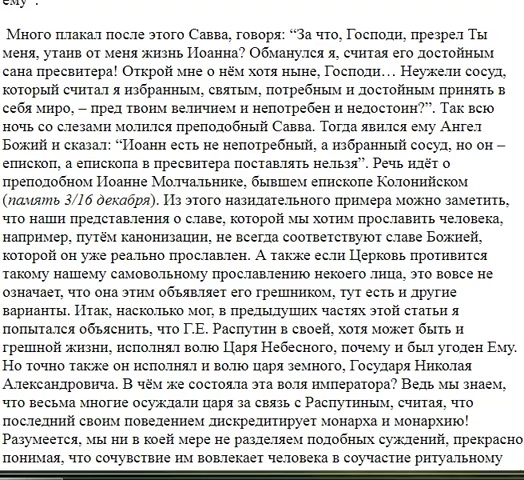 ему”.
Много плакал после этого Савва, говоря: “За что, Господи, презрел Ты
меня, утаив от меня жизнь Иоанна? Обманулся я, считая его достойным
сана пресвитера! Открой мне о нём хотя ныне, Господи… Неужели сосуд,
который считал я избранным, святым, потребным и достойным принять в
себя миро, – пред твоим величием и непотребен и недостоин?”. Так всю
ночь со слезами молился преподобный Савва. Тогда явился ему Ангел
Божий и сказал: “Иоанн есть не непотребный, а избранный сосуд, но он –
епископ, а епископа в пресвитера поставлять нельзя”. Речь идёт о
преподобном Иоанне Молчальнике, бывшем епископе Колонийском
(память 3/16 декабря). Из этого назидательного примера можно заметить,
что наши представления о славе, которой мы хотим прославить человека,
например, путём канонизации, не всегда соответствуют славе Божией,
которой он уже реально прославлен. А также если Церковь противится
такому нашему самовольному прославлению некоего лица, это вовсе не
означает, что она этим объявляет его грешником, тут есть и другие
варианты. Итак, насколько мог, в предыдущих частях этой статьи я
попытался объяснить, что Г.Е. Распутин в своей, хотя может быть и
грешной жизни, исполнял волю Царя Небесного, почему и был угоден Ему.
Но точно также он исполнял и волю царя земного, Государя Николая
Александровича. В чём же состояла эта воля императора? Ведь мы знаем,
что весьма многие осуждали царя за связь с Распутиным, считая, что
последний своим поведением дискредитирует монарха и монархию!
Разумеется, мы ни в коей мере не разделяем подобных суждений, прекрасно
понимая, что сочувствие им вовлекает человека в соучастие ритуальному